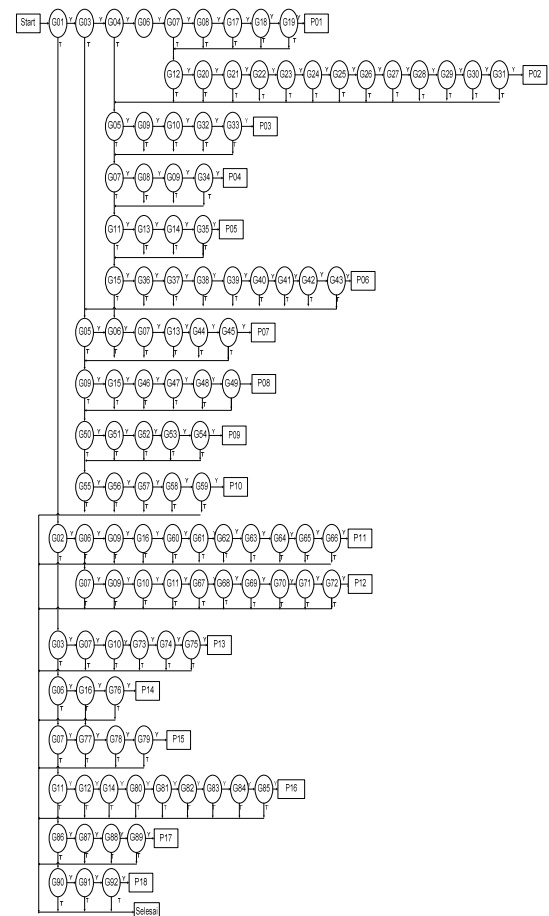 Start G01 Y G03 Y G04 Y G06 Y G07 Y G08 Y G17 Y G18 Y G19 Y P01
T T T T T T T T
G12 Y G20 Y G21 Y G22 Y G23 Y G24 Y G25 Y G26 Y G27 Y G28 Y G29 Y G30 Y G31 Y P02
T T T T T T T T T T T T T
G05 Y G09 Y G10 Y G32 Y G33 Y P03
T T T T T
G07 Y G08 Y G09 Y G34 Y P04
T T T T
G11 Y G13 Y G14 Y G35 Y P05
T T T T
G15 Y G36 Y G37 Y G38 Y G39 Y G40 Y G41 Y G42 Y G43 Y P06
T T T T T T T T T
G05 Y G06 Y G07 Y G13 Y G44 Y G45 Y P07
T T T T T T
G09 Y G15 Y G46 Y G47 Y G48 Y G49 Y P08
T T T T T T
G50 Y G51 Y G52 Y G53 Y G54 Y P09
T T T T T
G55 Y G56 Y G57 Y G58 Y G59 Y P10
T T T T T
G02 Y G06 Y G09 Y G16 Y G60 Y G61 Y G62 Y G63 Y G64 Y G65 Y G66 Y P11
T T T T T T T T T T T
G07 Y G09 Y G10 Y G11 Y G67 Y G68 Y G69 Y G70 Y G71 Y G72 Y P12
T T T T T T T T T T
G03 Y G07 Y G10 Y G73 Y G74 Y G75 Y P13
T T T T T T
G06 Y G16 Y G76 Y P14
T T T
G07 Y G77 Y G78 Y G79 Y P15
T T T T
G11 Y G12 Y G14 Y G80 Y G81 Y G82 Y G83 Y G84 Y G85 Y P16
T T T T T T T T T
G86 Y G87 Y G88 Y G89 Y P17
T T T T
G90 Y G91 Y G92 Y P18
T T T
Selesai